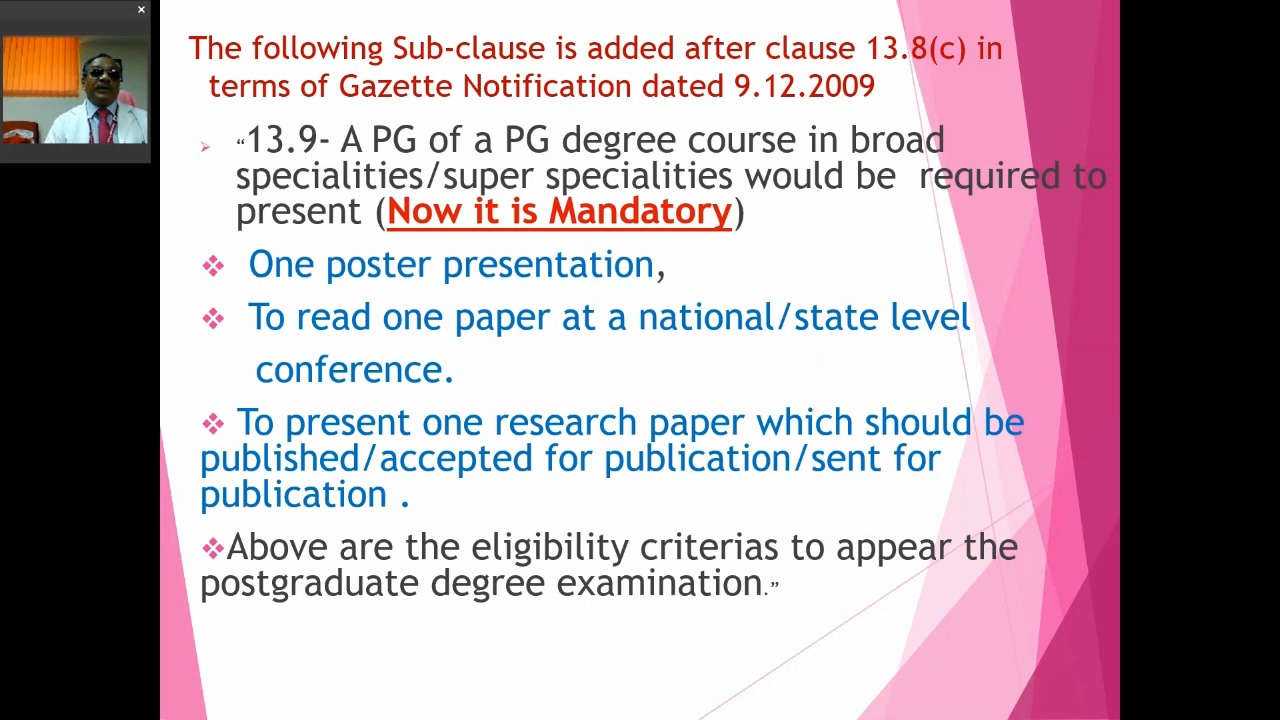 The following Sub-clause is added after clause 13.8(c) in
terms of Gazette Notification dated 9.12.2009
“13.9- A PG of a PG degree course in broad
specialities/super specialities would be required to
present (Now it is Mandatory)
One poster presentation,
To read one paper at a national/state level
conference.
To present one research paper which should be
published/accepted for publication/sent for
publication .
Above are the eligibility criterias to appear the
postgraduate degree examination.”